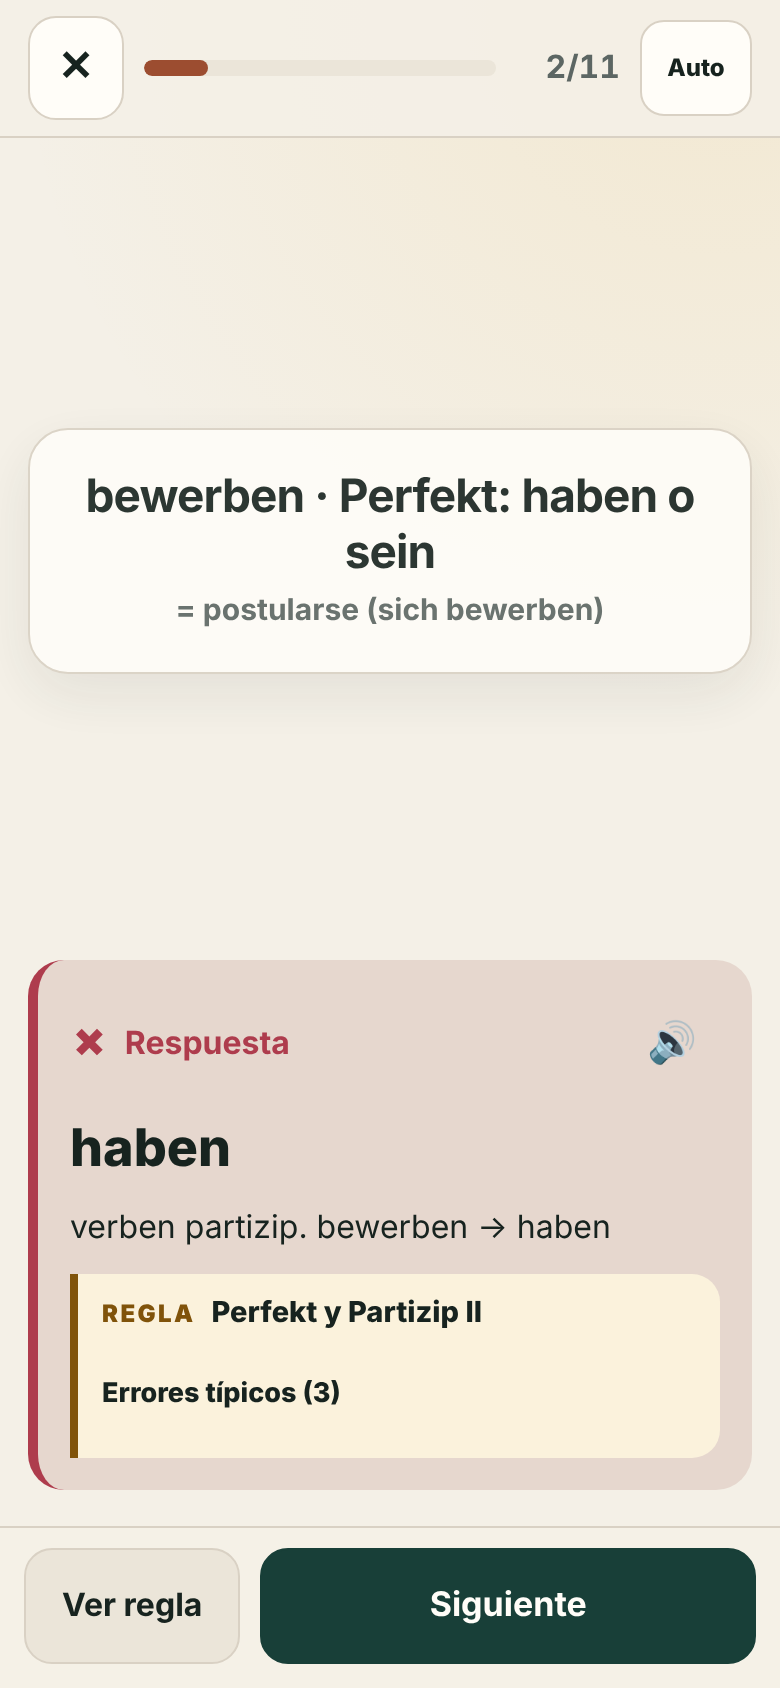 ✕
2/11
Auto
bewerben · Perfekt: haben o
sein
= postularse (sich bewerben)
✖ Respuesta
haben
verben partizip. bewerben → haben
REGLA Perfekt y Partizip II
Errores típicos (3)
Ver regla
Siguiente